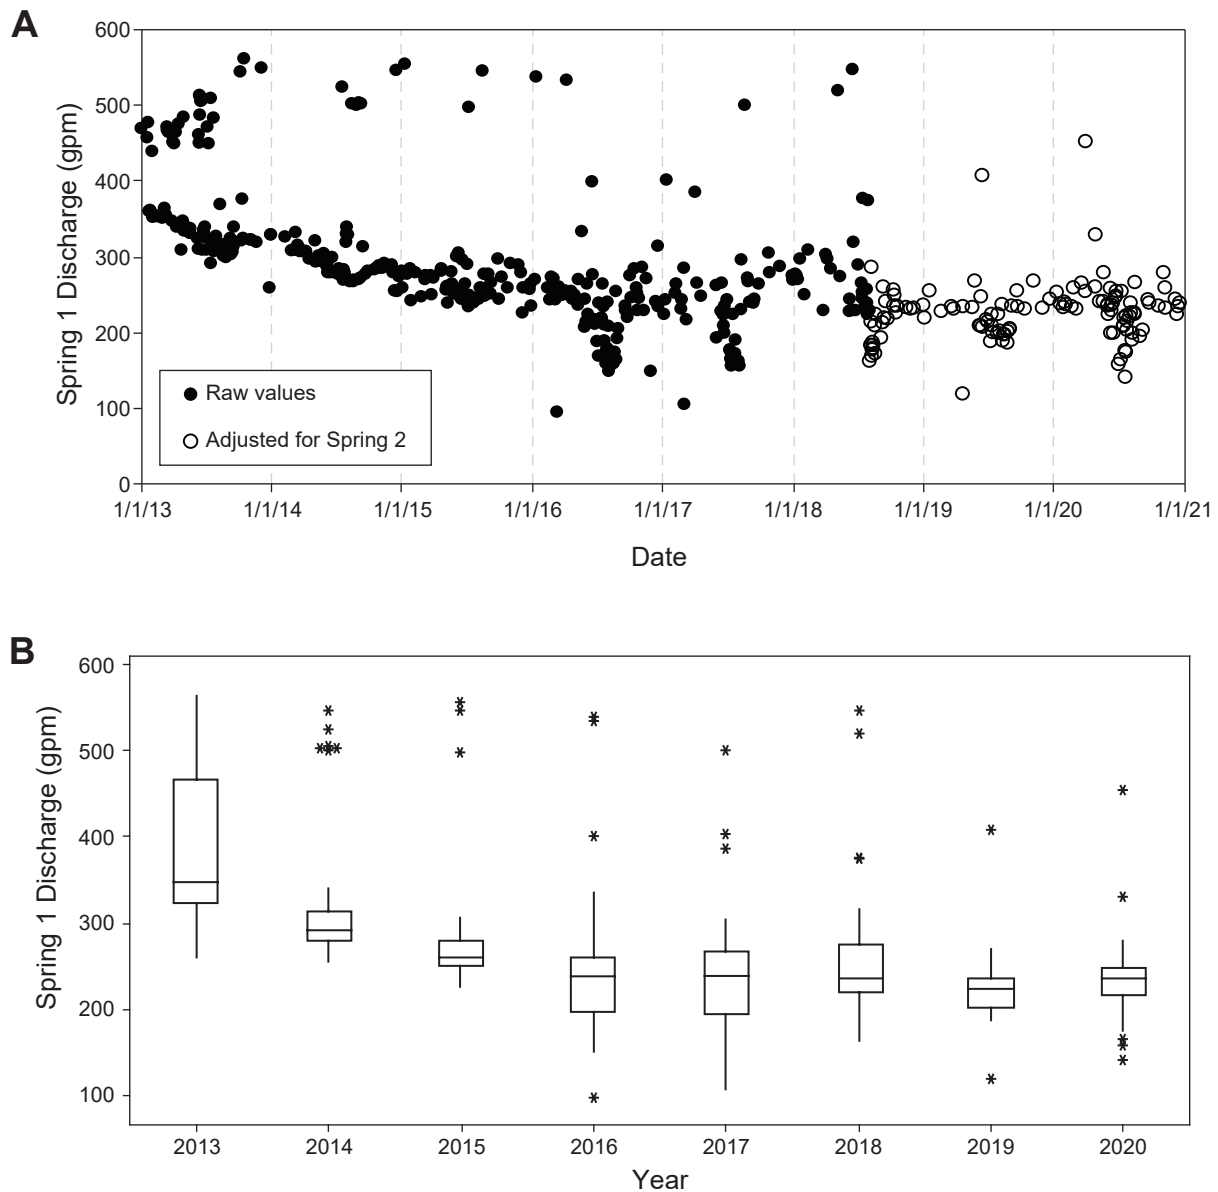 A
600
500
400
300
200
100
0
Spring 1 Discharge (gpm)
Raw values
Adjusted for Spring 2
1/1/13 1/1/14 1/1/15 1/1/16 1/1/17 1/1/18 1/1/19 1/1/20 1/1/21
Date
B
600
500
400
300
200
100
Spring 1 Discharge (gpm)
2013 2014 2015 2016 2017 2018 2019 2020
Year